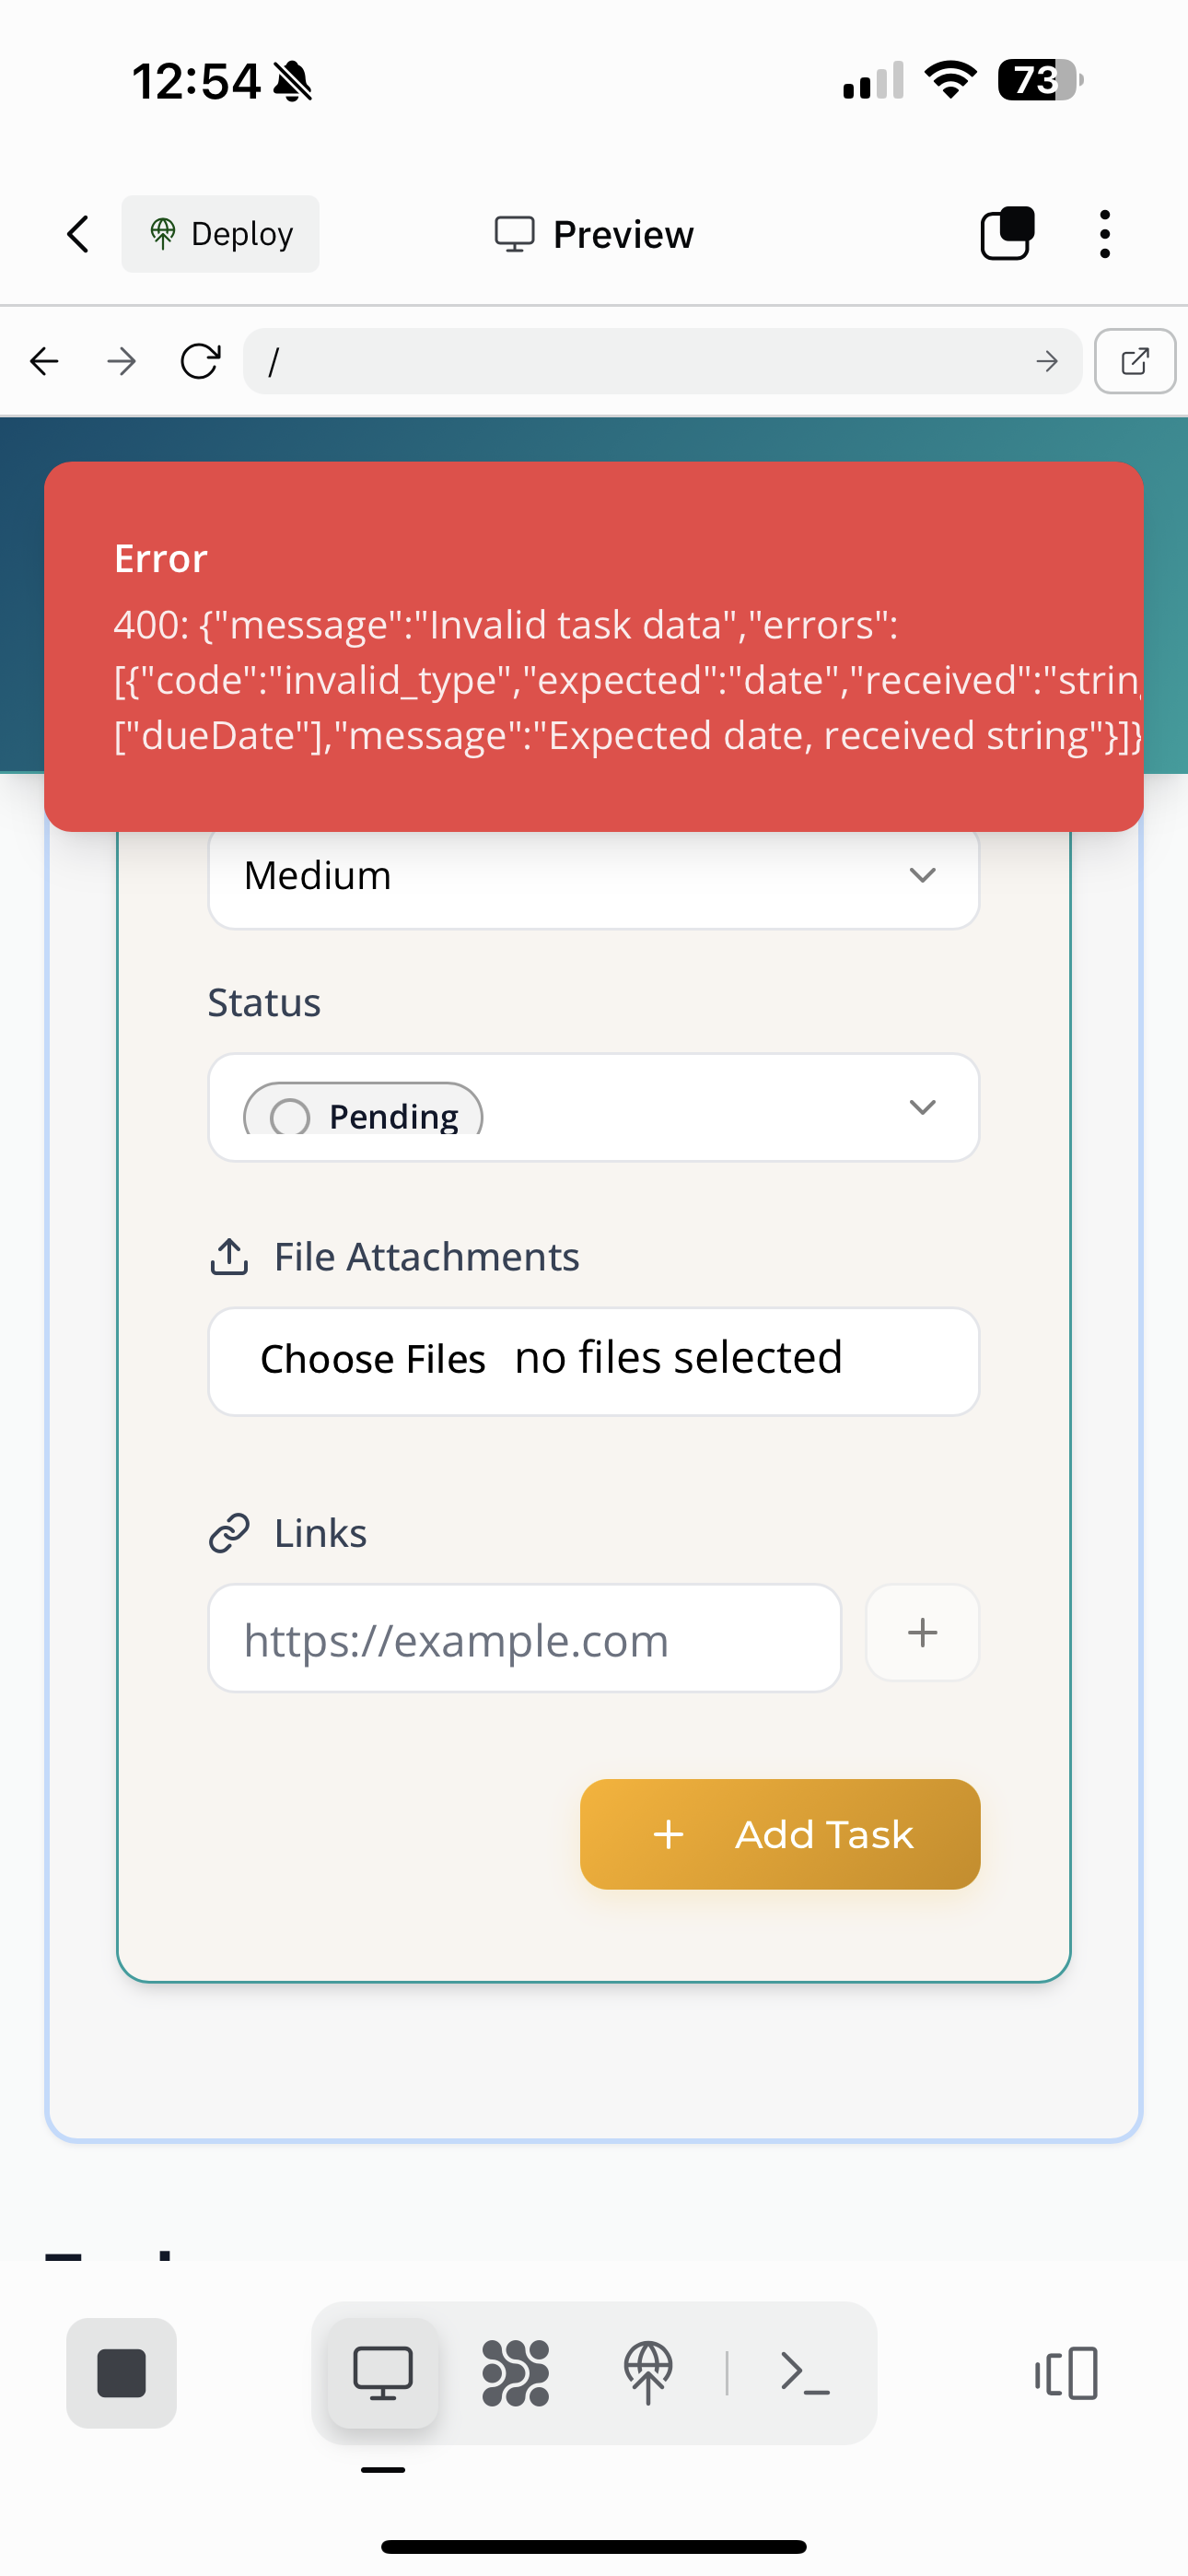 12:54
73
Deploy
Preview
/
Error
400: {"message":"Invalid task data","errors":
[{"code":"invalid_type","expected":"date","received":"strin
["dueDate"],"message":"Expected date, received string"}]}
Medium
Status
Pending
File Attachments
Choose Files no files selected
Links
https://example.com
+
+ Add Task